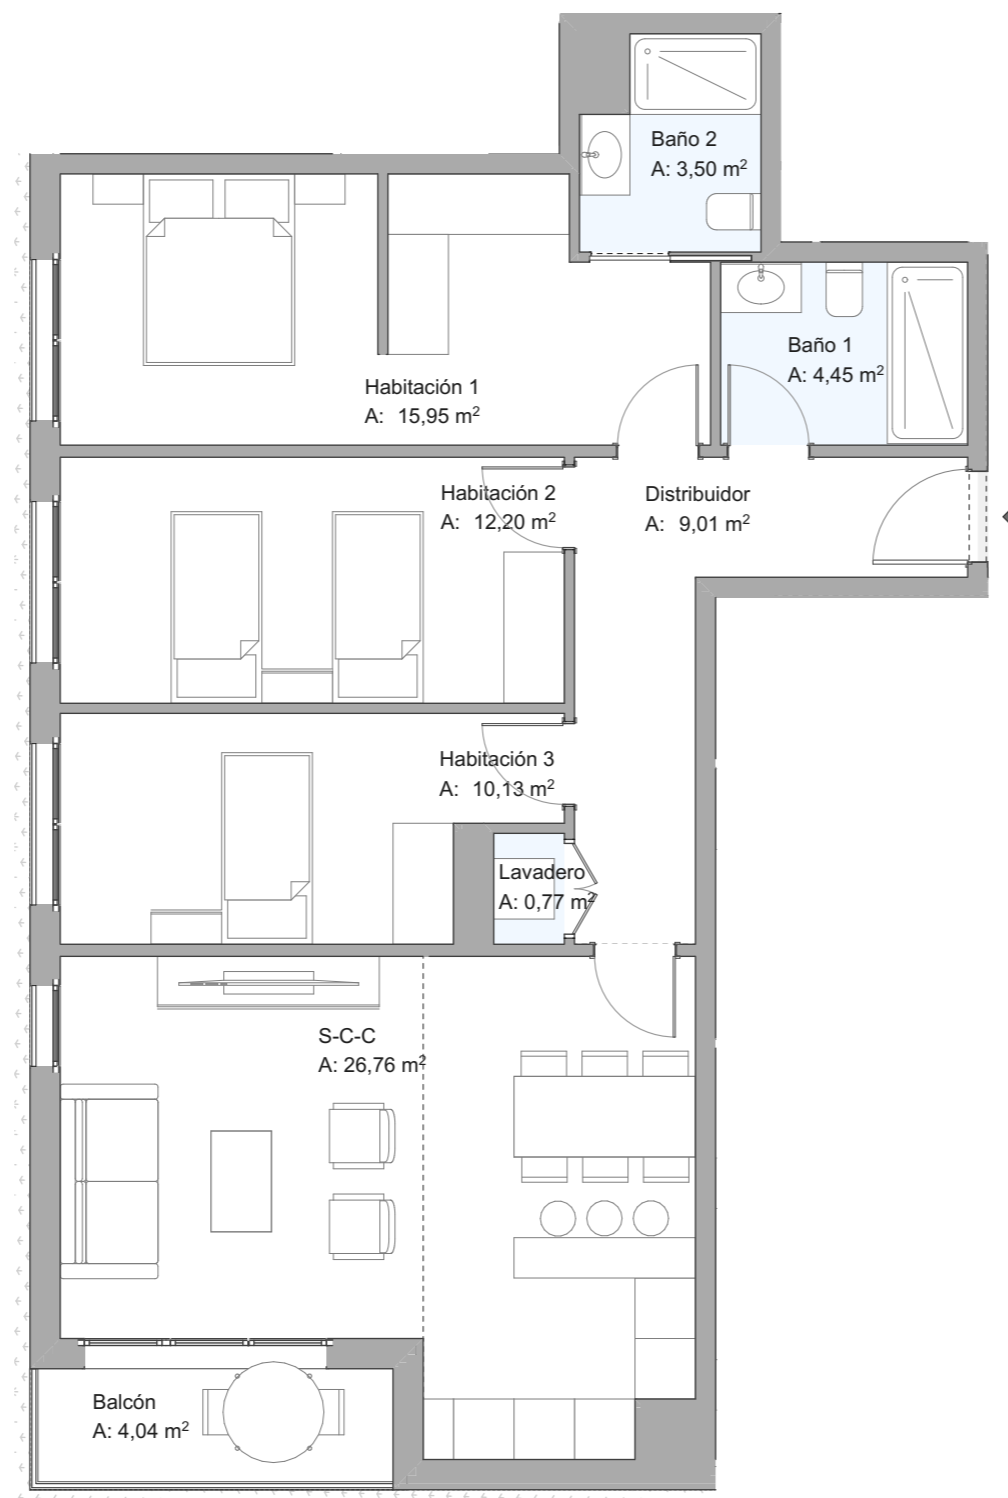 Baño 2
A: 3,50 m²
Baño 1
A: 4,45 m²
Habitación 1
A: 15,95 m²
Habitación 2
A: 12,20 m²
Distribuidor
A: 9,01 m²
Habitación 3
A: 10,13 m²
Lavadero
A: 0,77 m²
S-C-C
A: 26,76 m²
Balcón
A: 4,04 m²